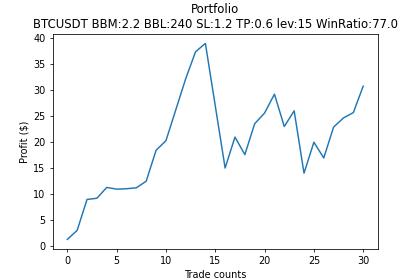 Portfolio
BTCUSDT BBM:2.2 BBL:240 SL:1.2 TP:0.6 lev:15 WinRatio:77.0
40
35
30
25
20
15
10
5
0
Profit ($)
0 5 10 15 20 25 30
Trade counts